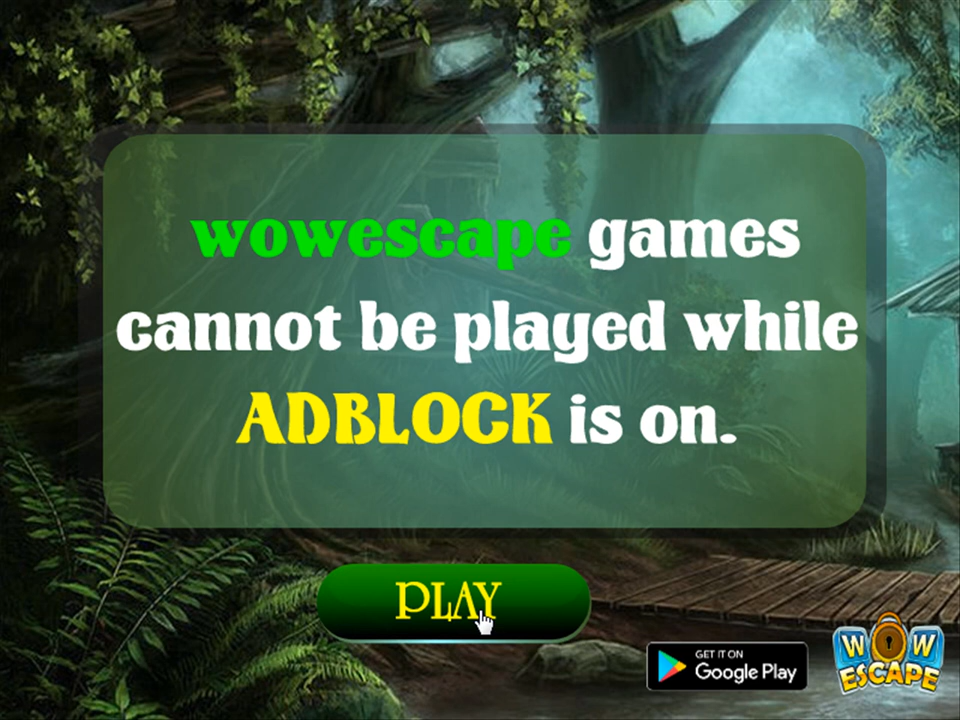 wowescape games
cannot be played while
ADBLOCK is on.
PLAY
GET IT ON
Google Play
WOW
ESCAPE